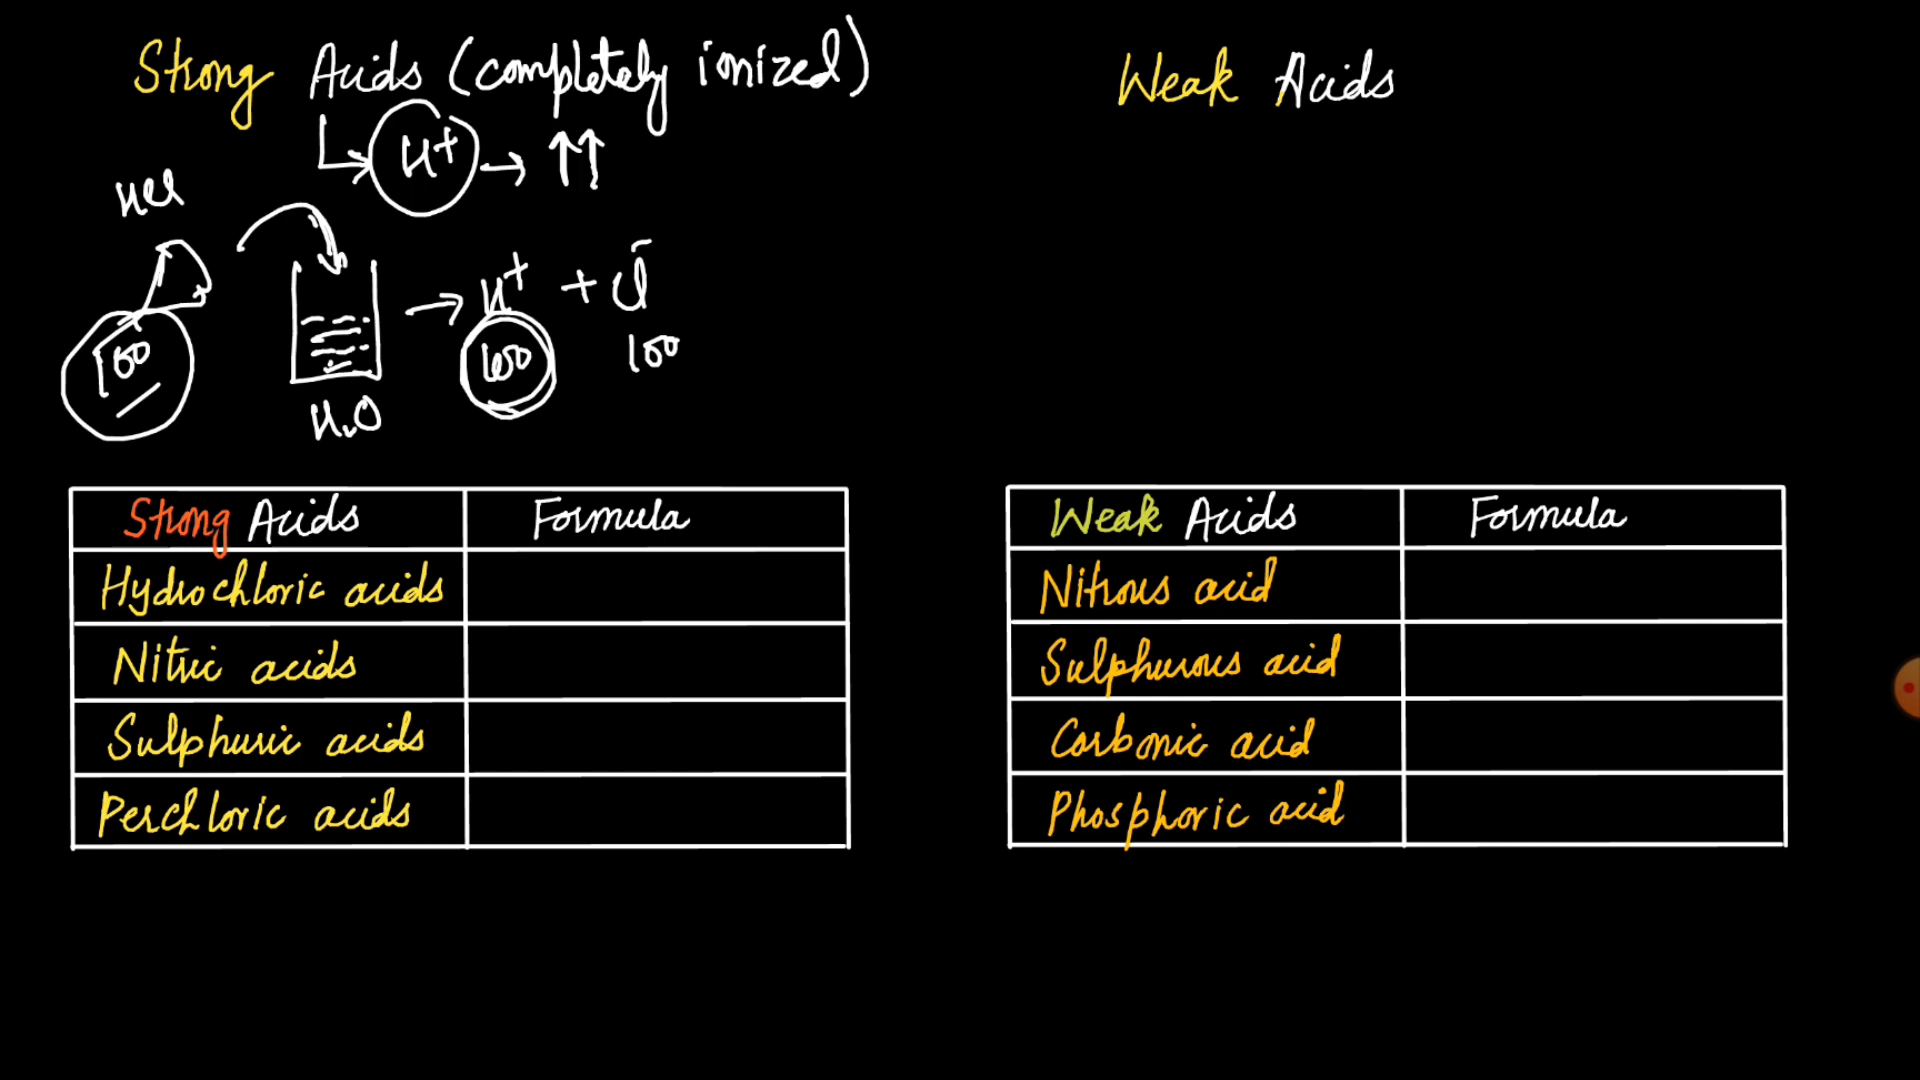 Strong Acids (completely ionized)
Weak Acids
H+ → ↑↑
HCl
H+ + Cl-
100
100
100
H2O
Strong Acids Formula
Hydrochloric acids
Nitric acids
Sulphuric acids
Perchloric acids
Weak Acids Formula
Nitrous acid
Sulphurous acid
Carbonic acid
Phosphoric acid